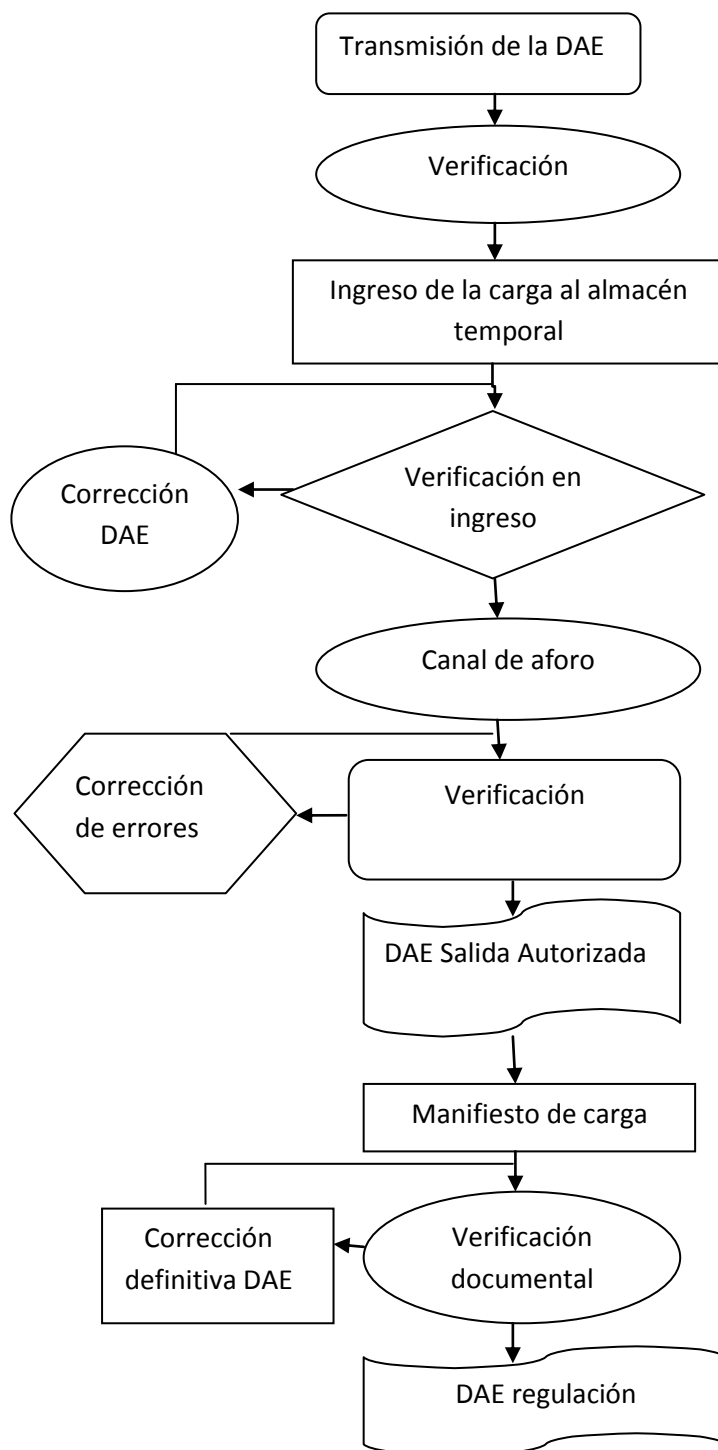 Transmisión de la DAE
Verificación
Ingreso de la carga al almacén
temporal
Verificación en
ingreso
Corrección
DAE
Canal de aforo
Verificación
Corrección
de errores
DAE Salida Autorizada
Manifiesto de carga
Verificación
documental
Corrección
definitiva DAE
DAE regulación